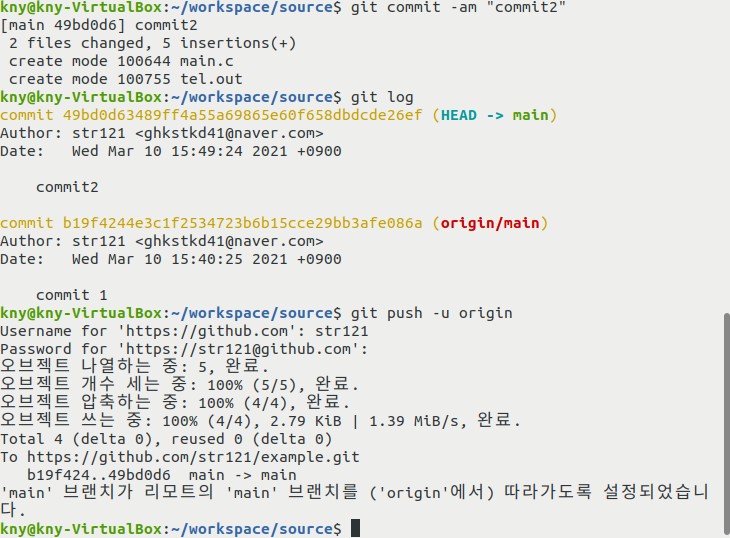 kny@kny-VirtualBox:~/workspace/source$ git commit -am "commit2"
[main 49bd0d6] commit2
 2 files changed, 5 insertions(+)
 create mode 100644 main.c
 create mode 100755 tel.out
kny@kny-VirtualBox:~/workspace/source$ git log
commit 49bd0d63489ff4a55a69865e60f658dbdcde26ef (HEAD -> main)
Author: str121 <ghkstkd41@naver.com>
Date:   Wed Mar 10 15:49:24 2021 +0900

    commit2

commit b19f4244e3c1f2534723b6b15cce29bb3afe086a (origin/main)
Author: str121 <ghkstkd41@naver.com>
Date:   Wed Mar 10 15:40:25 2021 +0900

    commit 1
kny@kny-VirtualBox:~/workspace/source$ git push -u origin
Username for 'https://github.com': str121
Password for 'https://str121@github.com':
오브젝트 나열하는 중: 5, 완료.
오브젝트 개수 세는 중: 100% (5/5), 완료.
오브젝트 압축하는 중: 100% (4/4), 완료.
오브젝트 쓰는 중: 100% (4/4), 2.79 KiB | 1.39 MiB/s, 완료.
Total 4 (delta 0), reused 0 (delta 0)
To https://github.com/str121/example.git
   b19f424..49bd0d6  main -> main
'main' 브랜치가 리모트의 'main' 브랜치를 ('origin'에서) 따라가도록 설정되었습니
다.
kny@kny-VirtualBox:~/workspace/source$